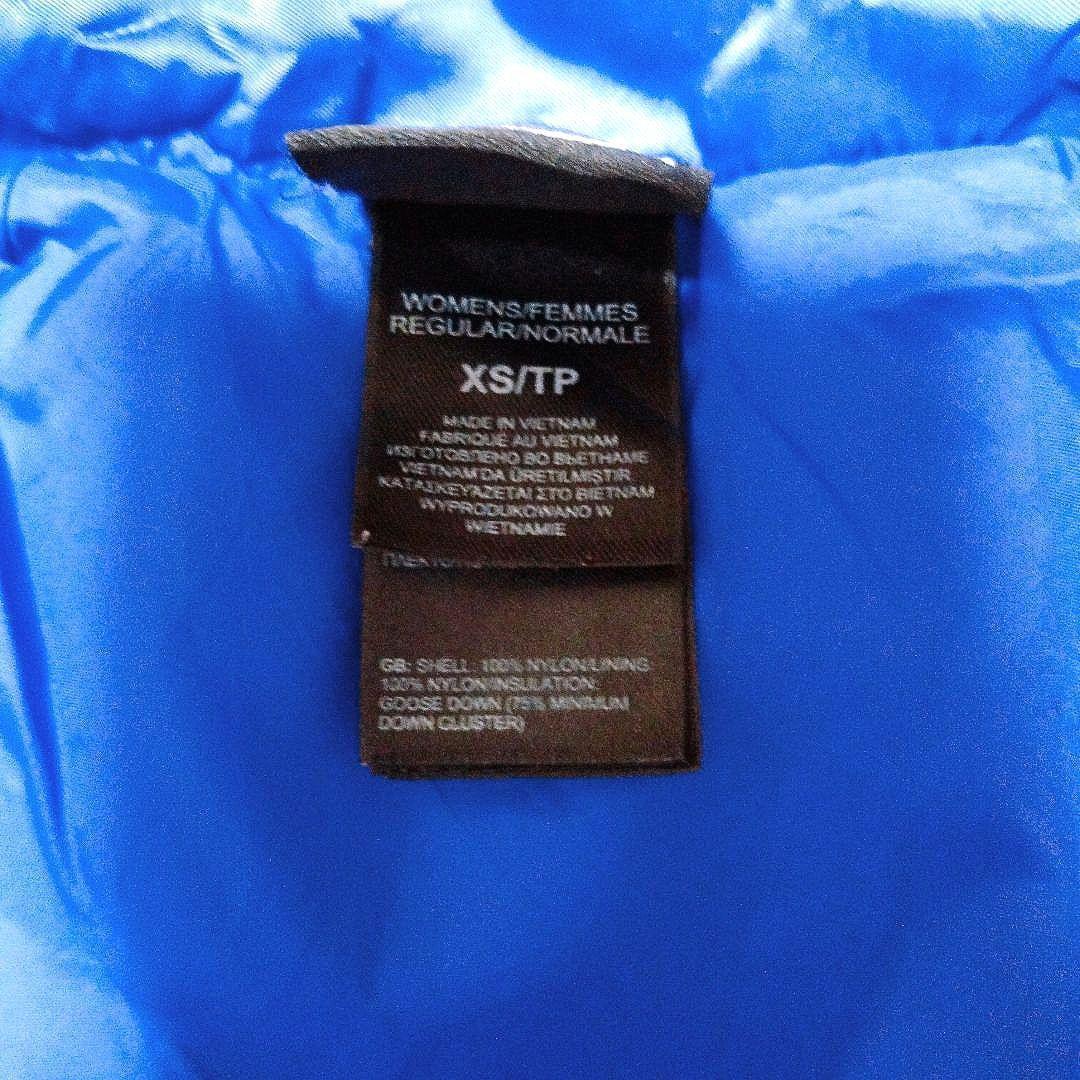 WOMENS/FEMMES
REGULAR/NORMALE
XS/TP
MADE IN VIETNAM
FABRIQUE AU VIETNAM
ИЗГОТОВЛЕНО ВО ВЬЕТНАМЕ
VIETNAM'DA ÜRETILMIŞTIR
ΚΑΤΑΣΚΕΥΑΖΕΤΑΙ ΣΤΟ ΒΙΕΤΝΑΜ
WYPRODUKOWANO W
WIETNAMIE
GB: SHELL. 100% NYLON/LINING:
100% NYLON/INSULATION:
GOOSE DOWN (75% MINIMUM
DOWN CLUSTER)